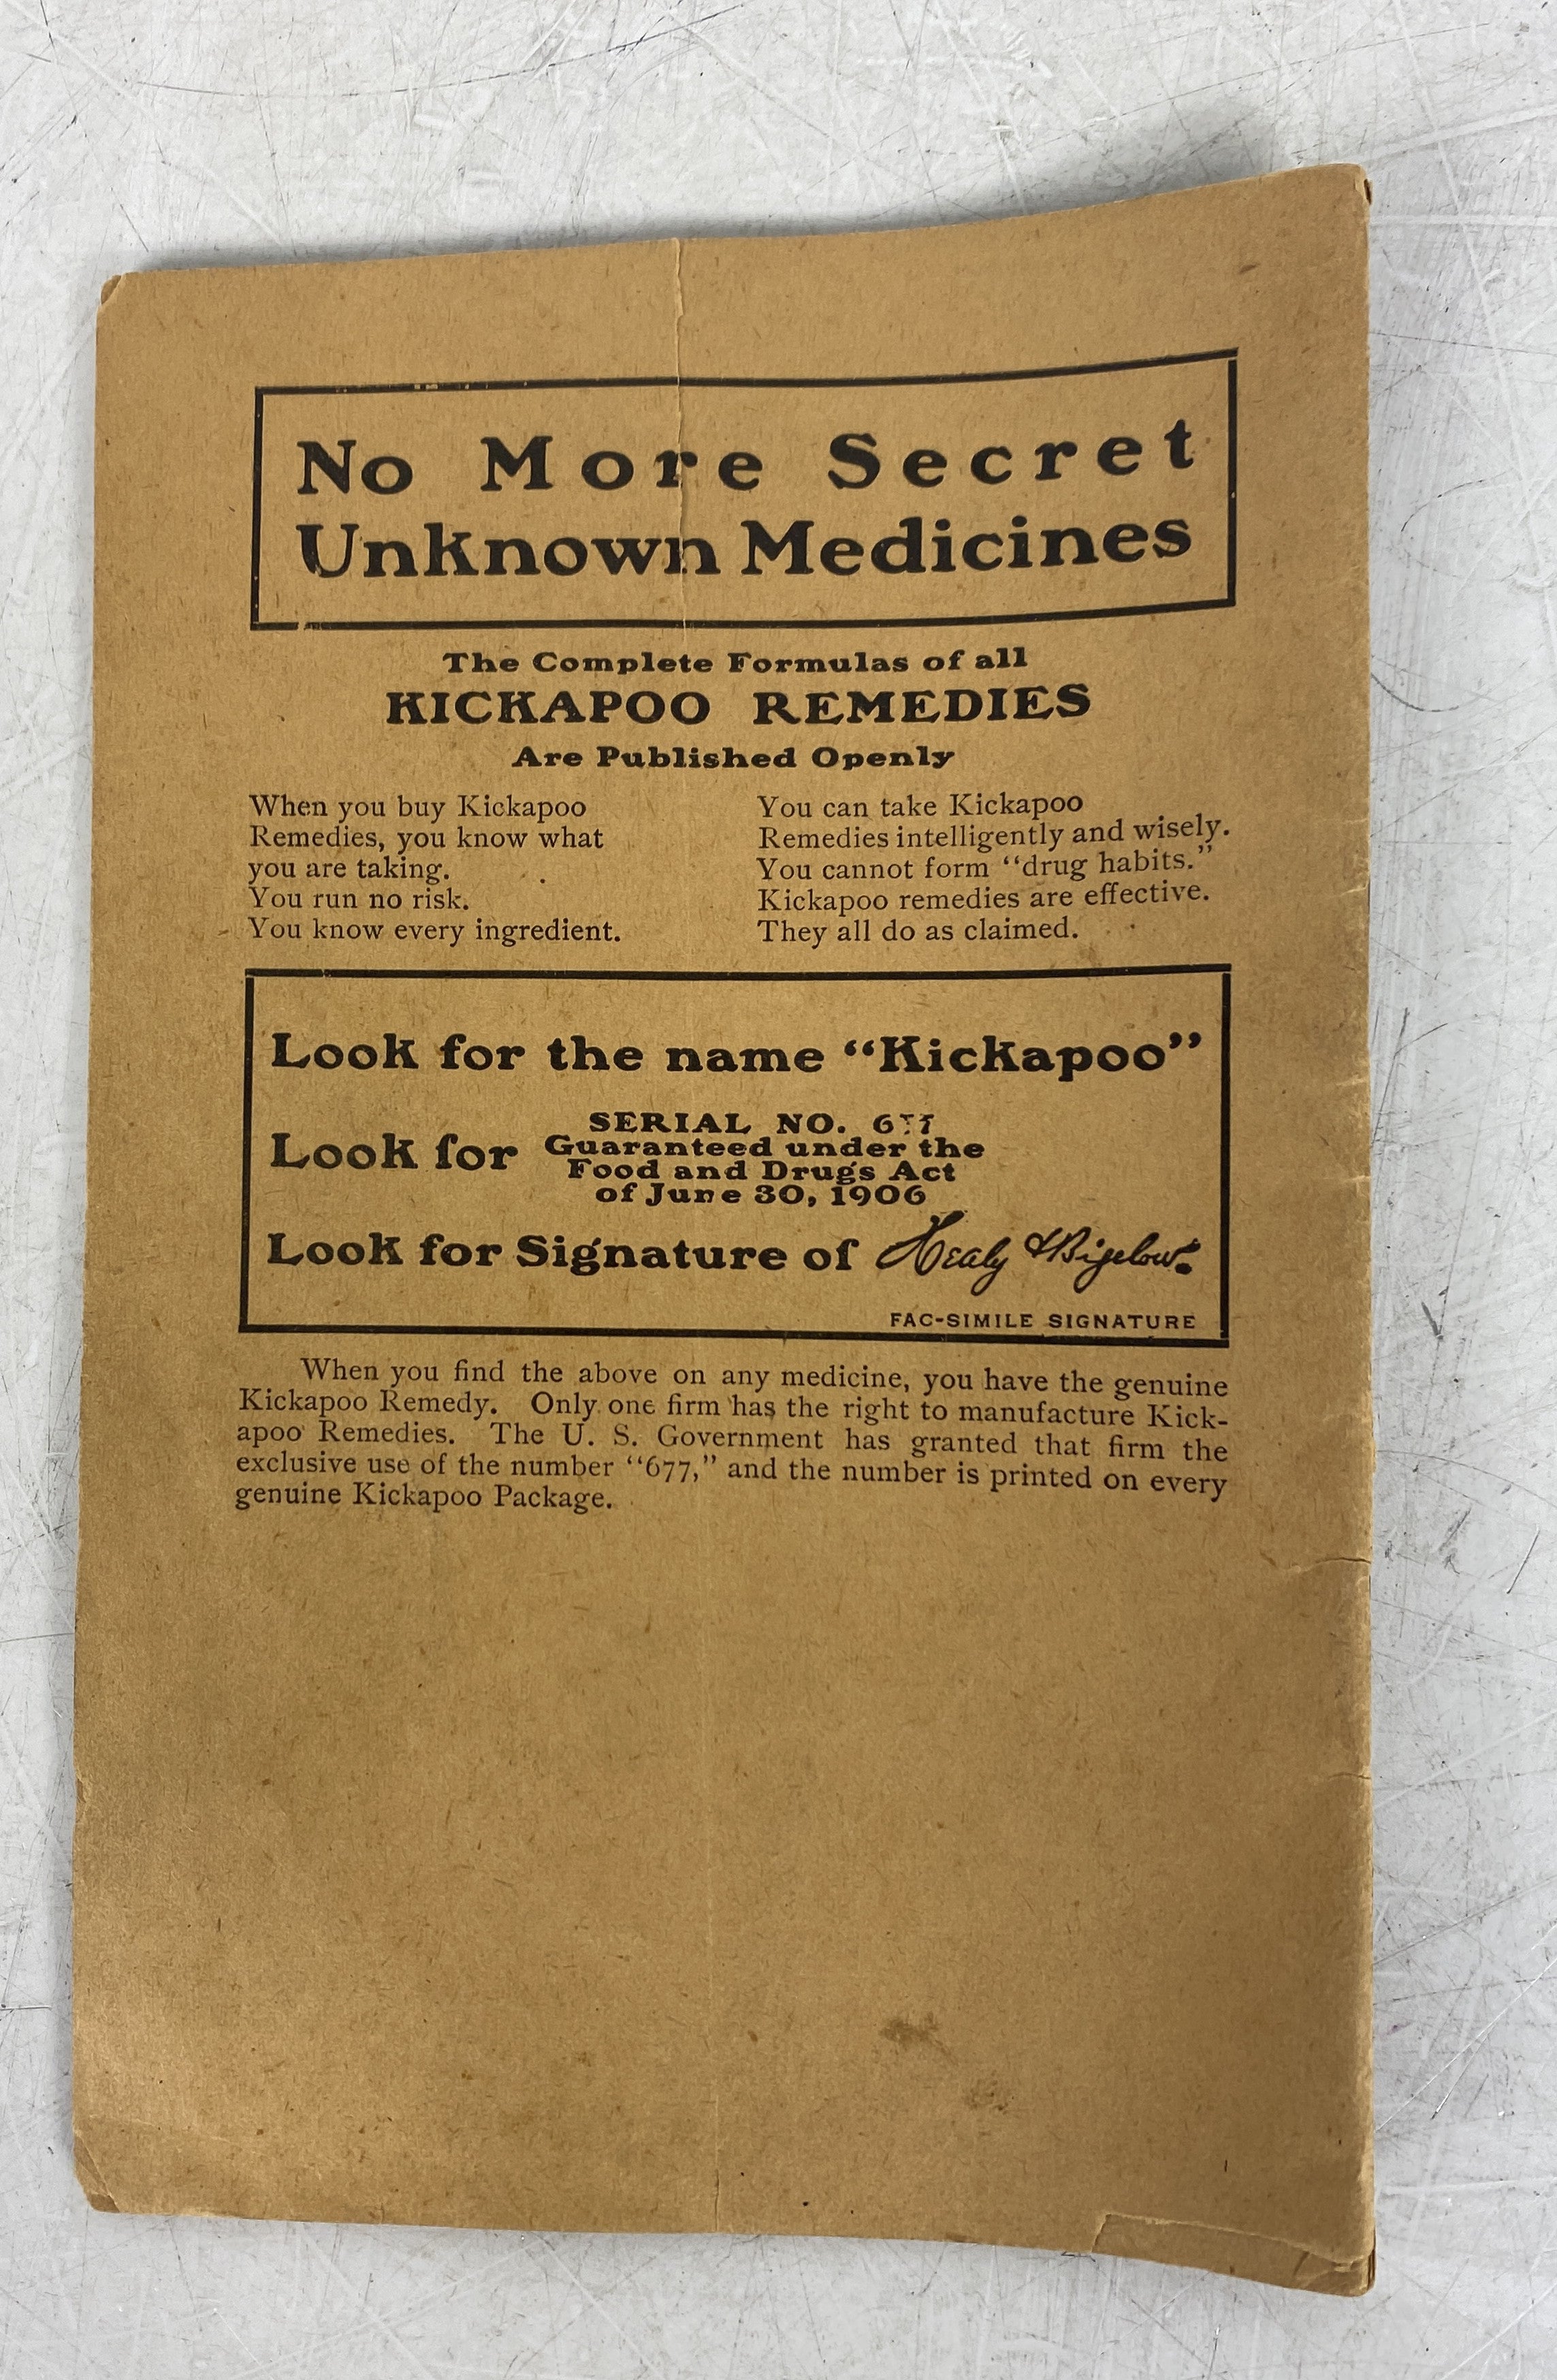 No More Secret
Unknown Medicines
The Complete Formulas of all
KICKAPOO REMEDIES
Are Published Openly
When you buy Kickapoo
Remedies, you know what
you are taking.
You run no risk.
You know every ingredient.
You can take Kickapoo
Remedies intelligently and wisely.
You cannot form "drug habits."
Kickapoo remedies are effective.
They all do as claimed.
Look for the name "Kickapoo"
Look for
SERIAL NO. 677
Guaranteed under the
Food and Drugs Act
of June 30, 1906
Look for Signature of Healy & Bigelow.
FAC-SIMILE SIGNATURE
When you find the above on any medicine, you have the genuine
Kickapoo Remedy. Only one firm has the right to manufacture Kick-
apoo Remedies. The U. S. Government has granted that firm the
exclusive use of the number "677," and the number is printed on every
genuine Kickapoo Package.